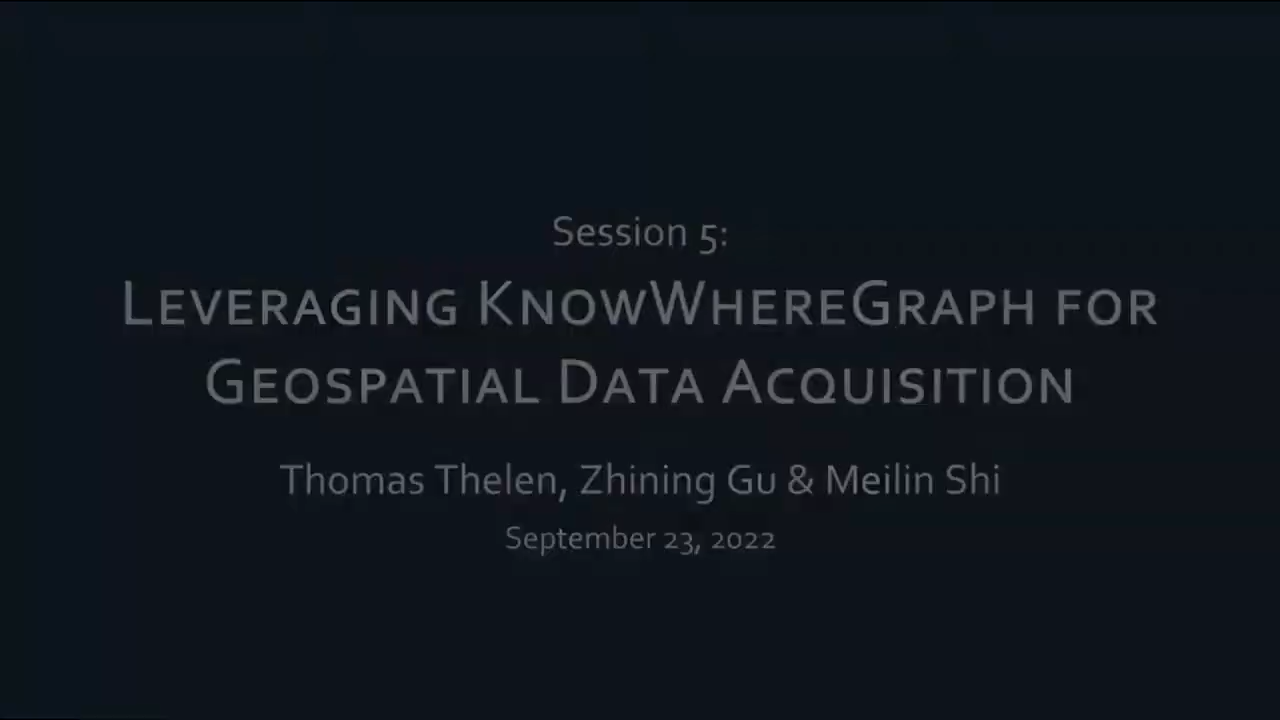 Session 5:
Leveraging KnowWhereGraph for
Geospatial Data Acquisition
Thomas Thelen, Zhining Gu & Meilin Shi
September 23, 2022